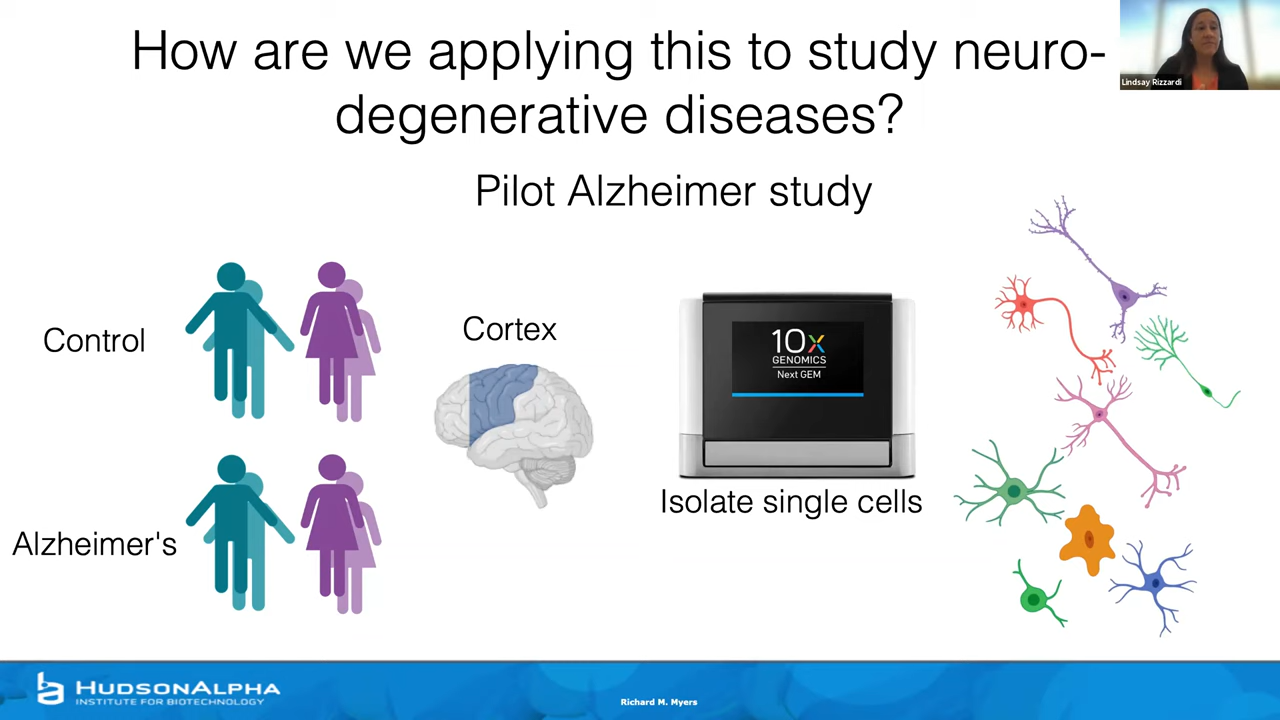 How are we applying this to study neuro-
degenerative diseases?
Lindsay Rizzardi
Pilot Alzheimer study
Control
Cortex
10x
GENOMICS
Next GEM
Isolate single cells
Alzheimer's
HUDSONALPHA
INSTITUTE FOR BIOTECHNOLOGY
Richard M. Myers